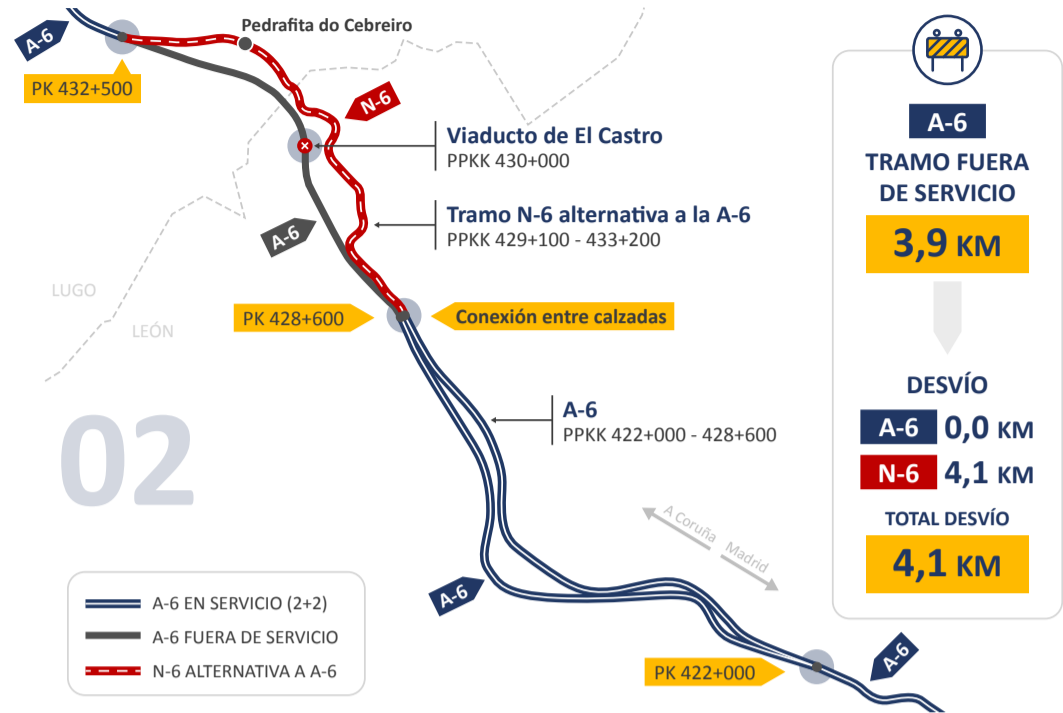 Pedrafita do Cebreiro
A-6
PK 432+500
N-6
Viaducto de El Castro
PPKK 430+000
Tramo N-6 alternativa a la A-6
PPKK 429+100 - 433+200
A-6
LUGO
LEÓN
PK 428+600
Conexión entre calzadas
A-6
PPKK 422+000 - 428+600
02
A Coruña
Madrid
A-6
A-6
PK 422+000
A-6 EN SERVICIO (2+2)
A-6 FUERA DE SERVICIO
N-6 ALTERNATIVA A A-6
A-6
TRAMO FUERA
DE SERVICIO
3,9 KM
DESVÍO
A-6 0,0 KM
N-6 4,1 KM
TOTAL DESVÍO
4,1 KM